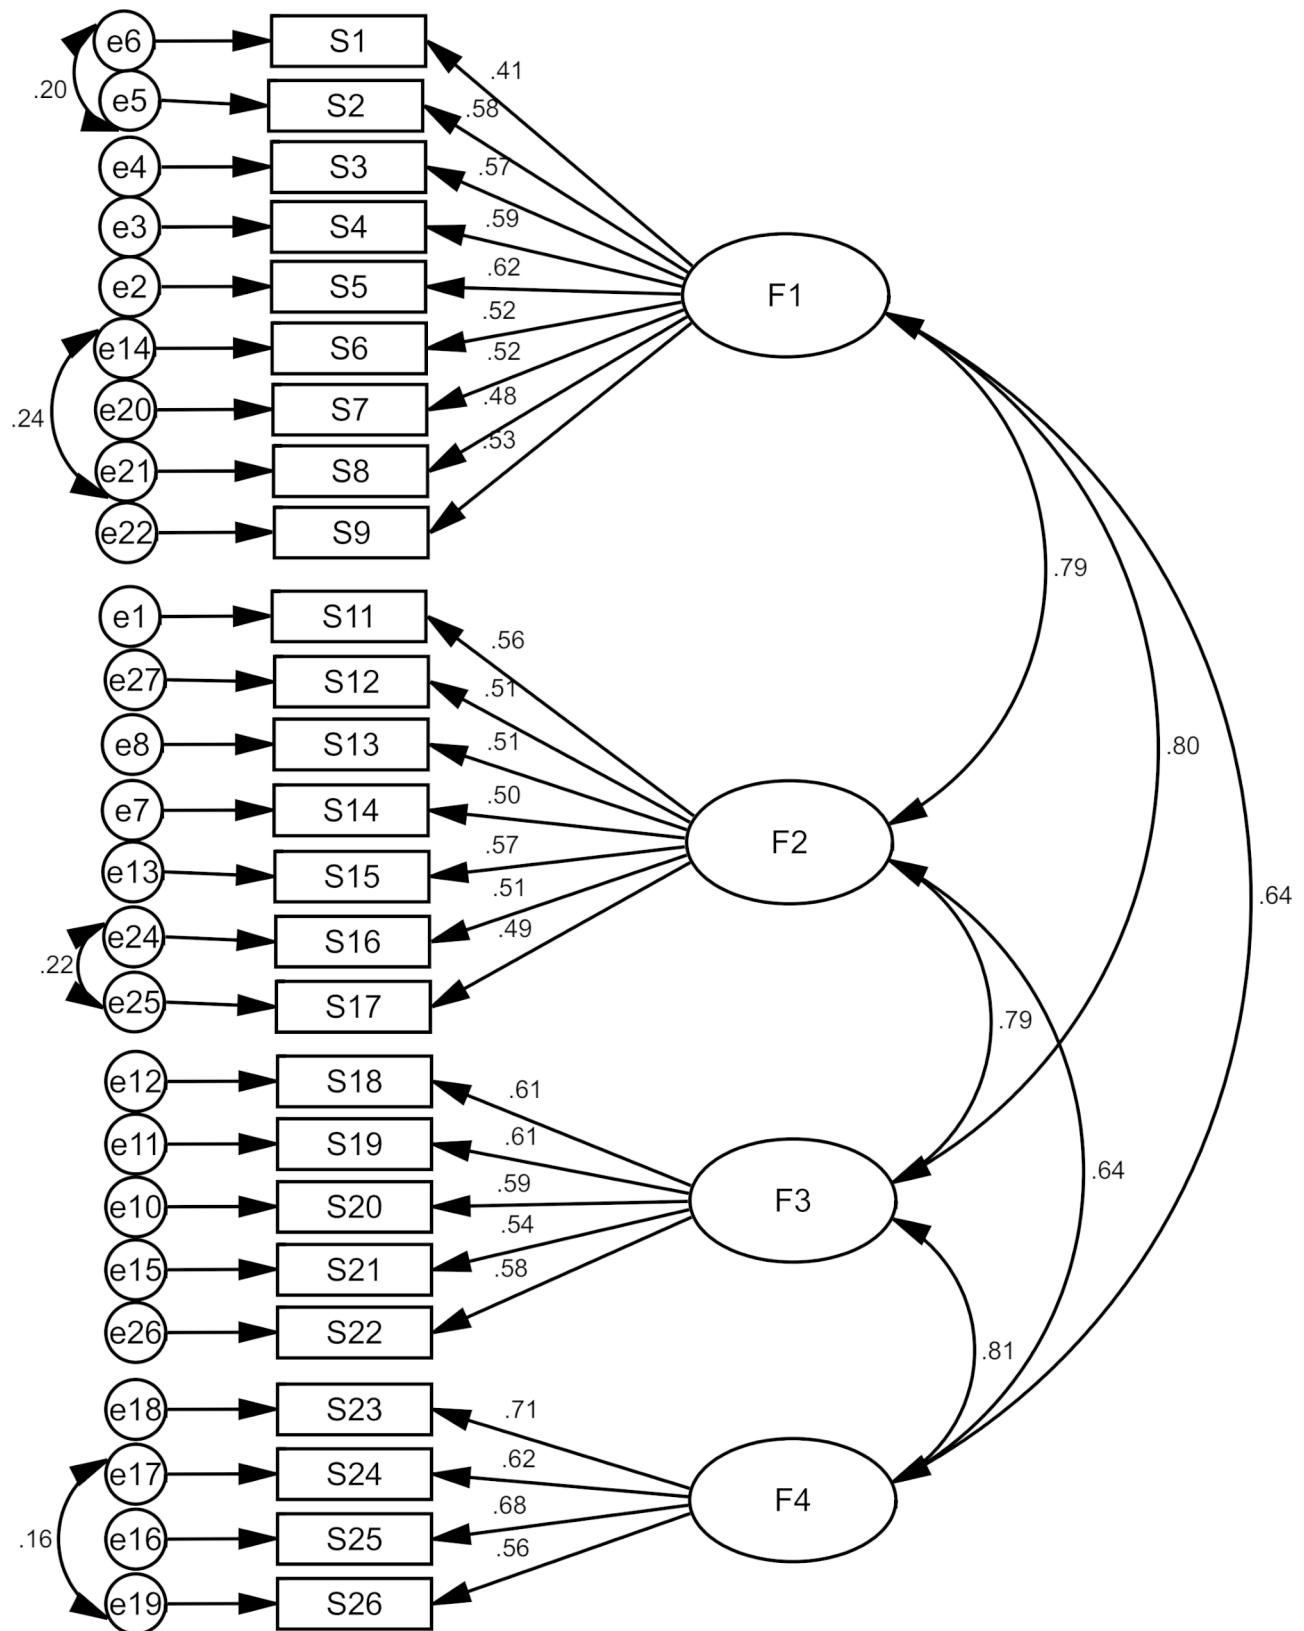 e6 S1 .41
.20 e5 S2 .58
e4 S3 .57
e3 S4 .59
e2 S5 .62 F1
e14 S6 .52
.24 e20 S7 .52
e21 S8 .48
e22 S9 .53
.79
e1 S11 .56
e27 S12 .51
e8 S13 .51 .80
e7 S14 .50
F2
e13 S15 .57
.64
e24 S16 .51
.22
e25 S17 .49
.79
e12 S18 .61
e11 S19 .61
.64
e10 S20 .59 F3
e15 S21 .54
e26 S22 .58
.81
e18 S23 .71
e17 S24 .62
F4
.16 e16 S25 .68
e19 S26 .56